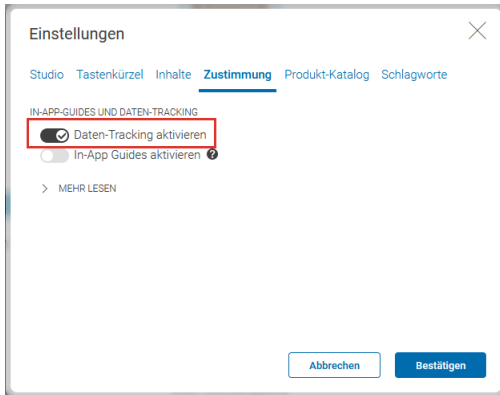 Einstellungen
Studio Tastenkürzel Inhalte Zustimmung Produkt-Katalog Schlagworte
IN-APP-GUIDES UND DATEN-TRACKING
Daten-Tracking aktivieren
In-App Guides aktivieren ?
> MEHR LESEN
Abbrechen Bestätigen